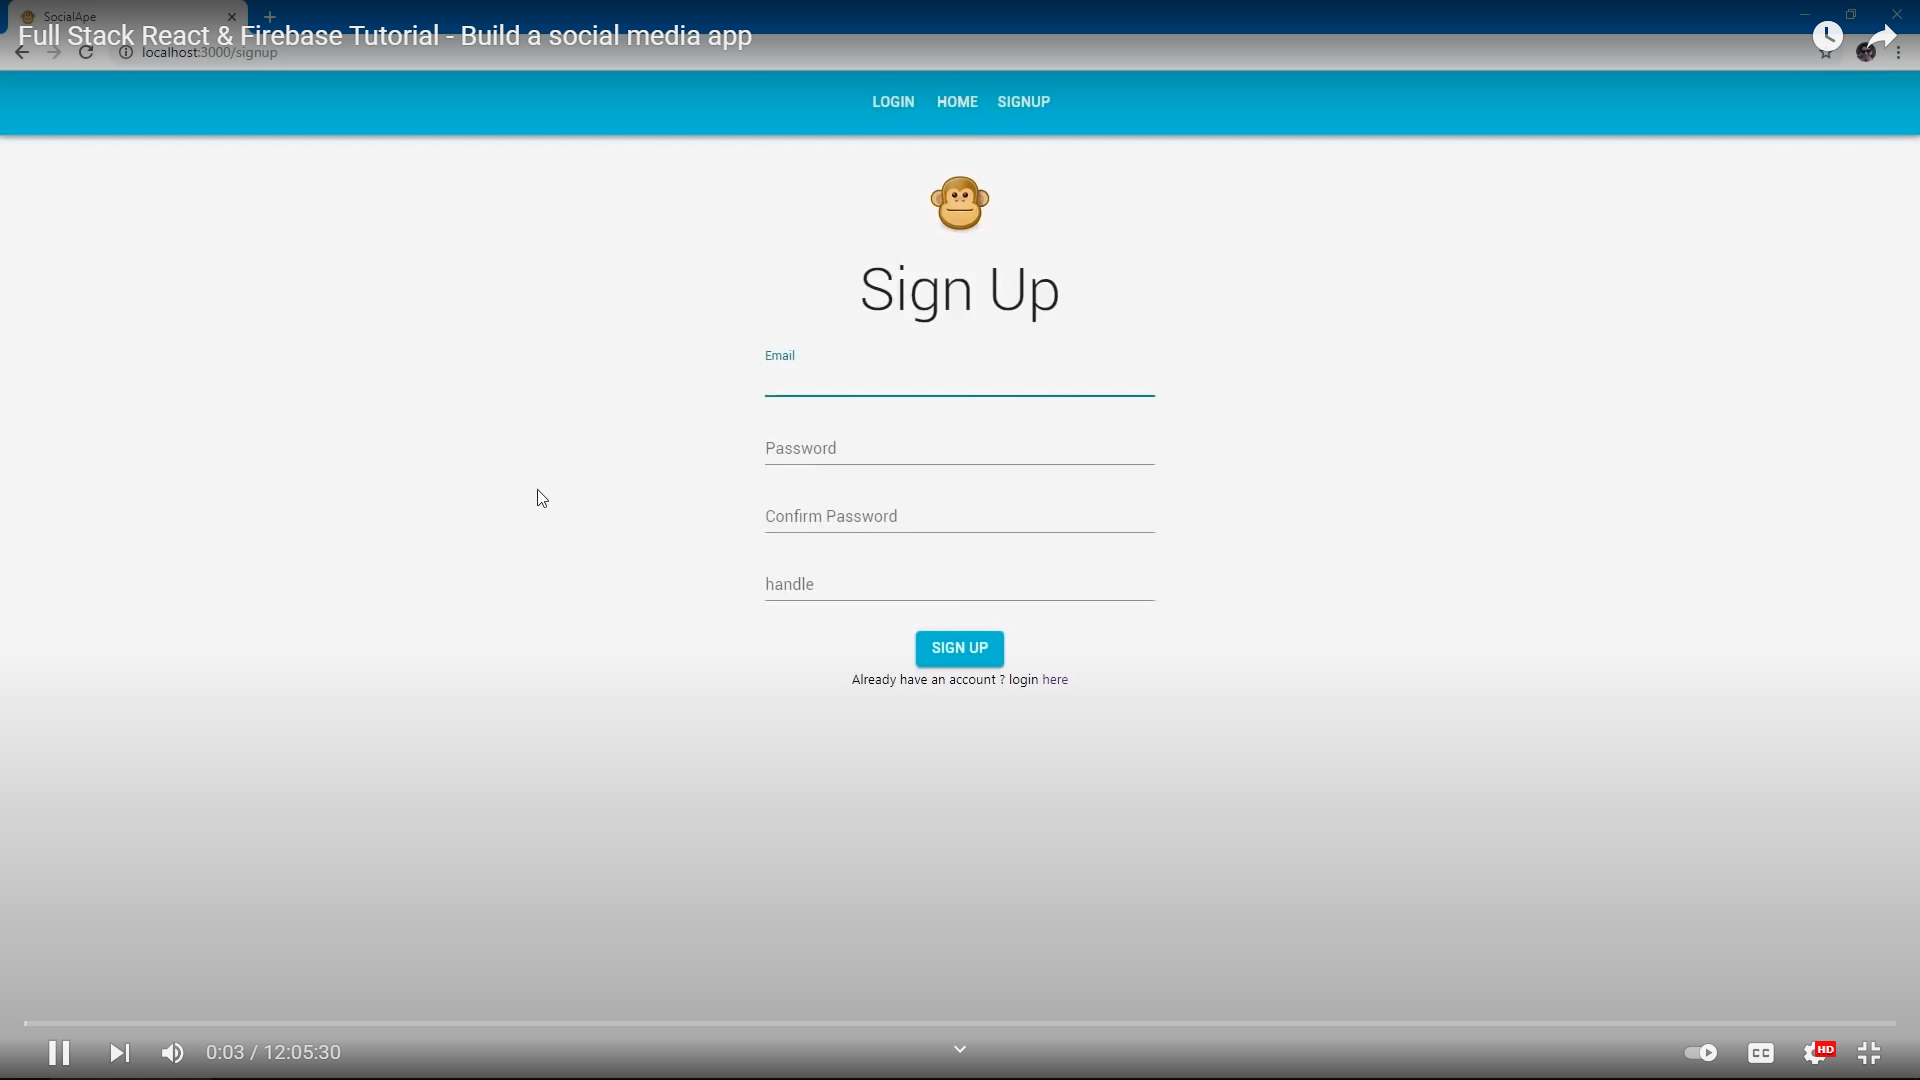 SocialApe
Full Stack React & Firebase Tutorial - Build a social media app
localhost:3000/signup
LOGIN HOME SIGNUP
Sign Up
Email
Password
Confirm Password
handle
SIGN UP
Already have an account ? login here
0:03 / 12:05:30
CC
HD